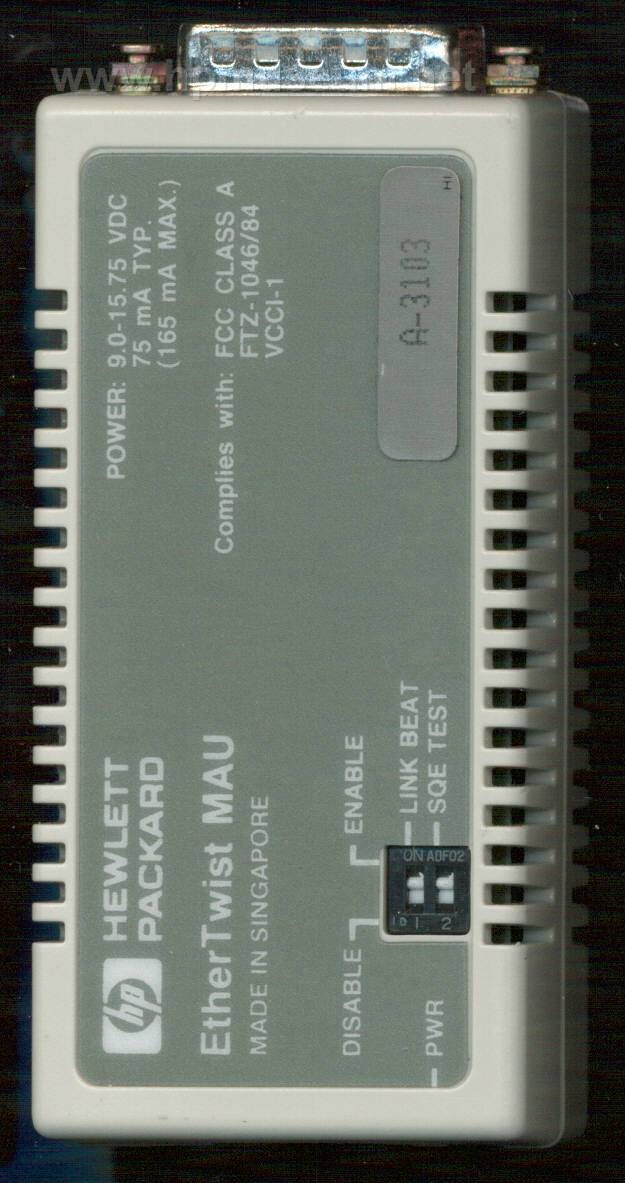 hp HEWLETT
PACKARD
EtherTwist MAU
MADE IN SINGAPORE
POWER: 9.0-15.75 VDC
75 mA TYP.
(165 mA MAX.)
Complies with: FCC CLASS A
FTZ-1046/84
VCCI-1
DISABLE
ENABLE
LINK BEAT
SQE TEST
PWR
ON ADF02
1 2
A-3103
HI